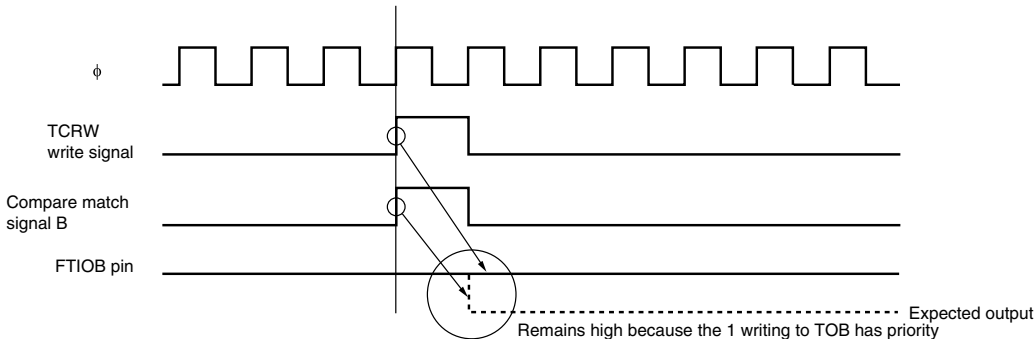 ϕ
TCRW
write signal
Compare match
signal B
FTIOB pin
Expected output
Remains high because the 1 writing to TOB has priority